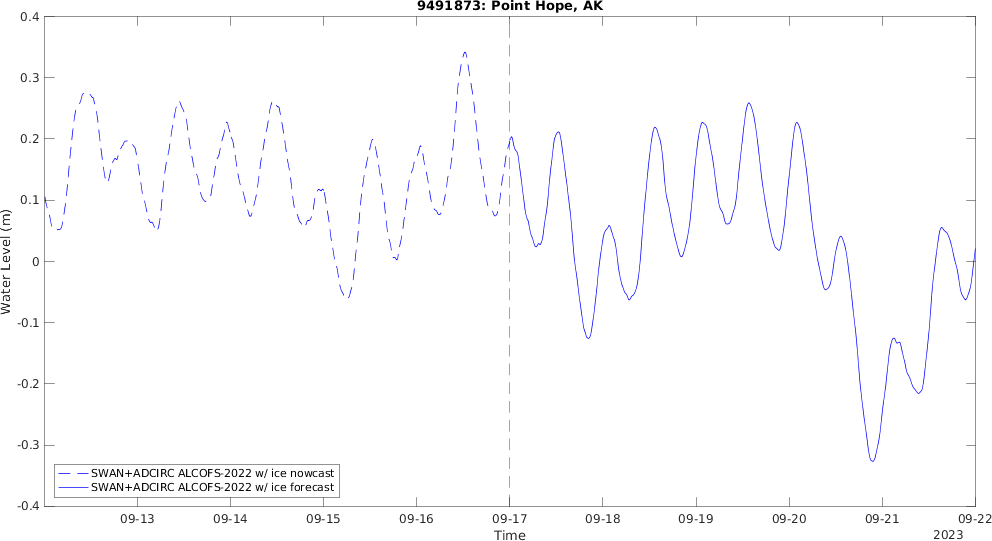 9491873: Point Hope, AK
0.4
0.3
0.2
0.1
0
-0.1
-0.2
-0.3
-0.4
Water Level (m)
SWAN+ADCIRC ALCOFS-2022 w/ ice nowcast
SWAN+ADCIRC ALCOFS-2022 w/ ice forecast
09-13 09-14 09-15 09-16 09-17 09-18 09-19 09-20 09-21 09-22
Time
2023